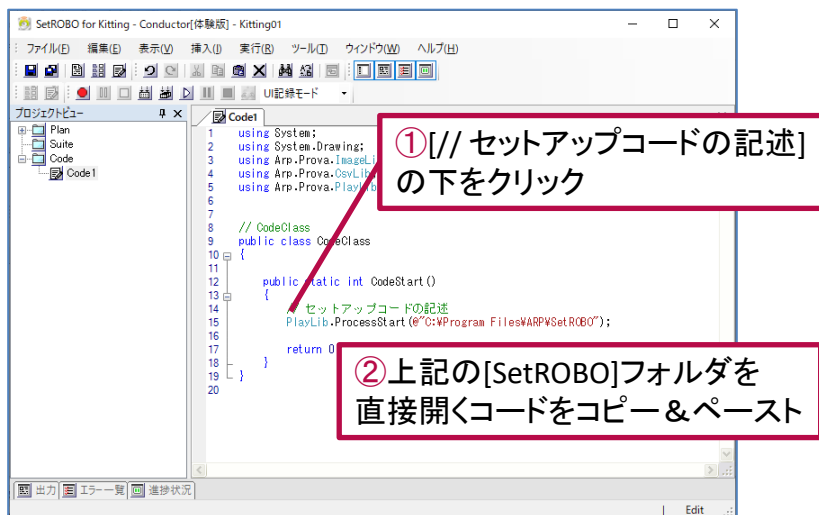 SetROBO for Kitting - Conductor[体験版] - Kitting01
ファイル(F) 編集(E) 表示(V) 挿入(I) 実行(R) ツール(T) ウィンドウ(W) ヘルプ(H)
UI記録モード
プロジェクトビュー
Plan
Suite
Code
Code1
Code1
1 using System;
2 using System.Drawing;
3 using Arp.Prova.ImageLi
4 using Arp.Prova.CsvLib
5 using Arp.Prova.PlayLib
6
7
8 // CodeClass
9 public class CodeClass
10 {
11
12 public static int CodeStart()
13 {
14 // セットアップコードの記述
15 PlayLib.ProcessStart(@"C:¥Program Files¥ARP¥SetROBO");
16
17 return 0
18 }
19 }
20
①[// セットアップコードの記述]
の下をクリック
②上記の[SetROBO]フォルダを
直接開くコードをコピー＆ペースト
出力 エラー一覧 進捗状況
Edit